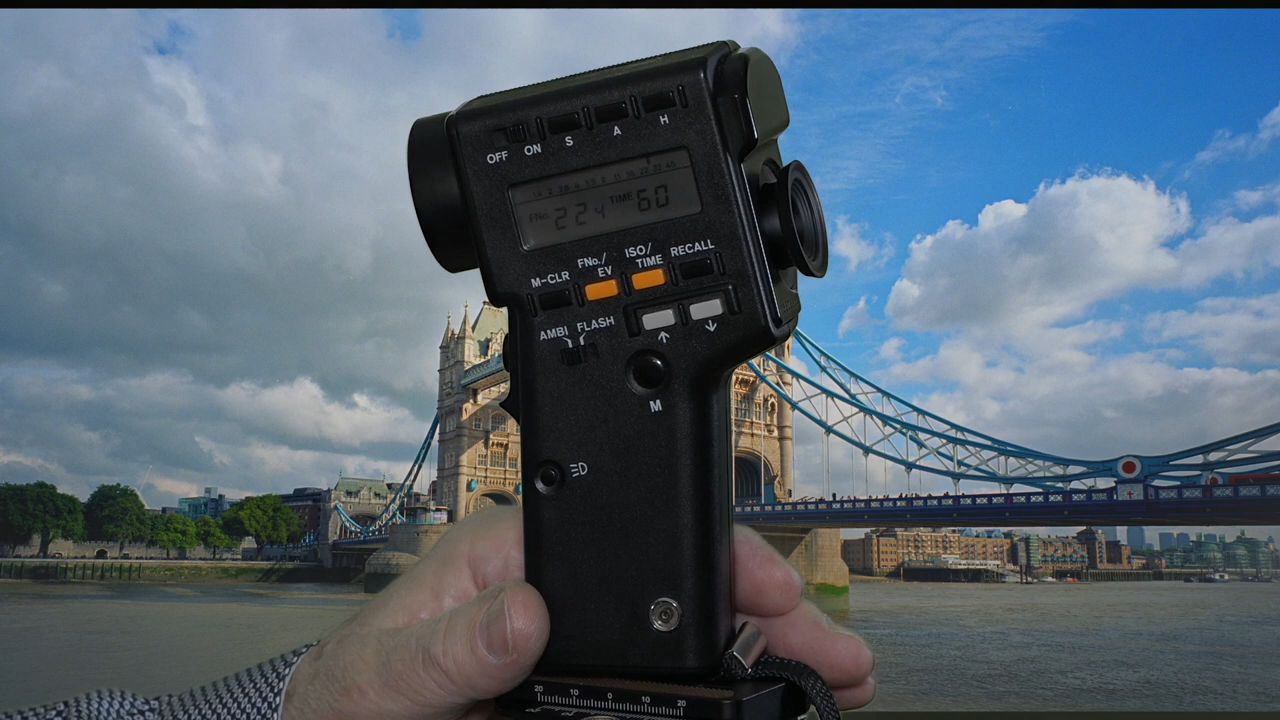 OFF ON S A H
FNo. 22 4 TIME 60
M-CLR FNo./EV ISO/TIME RECALL
AMBI FLASH
M
20 10 0 10 20